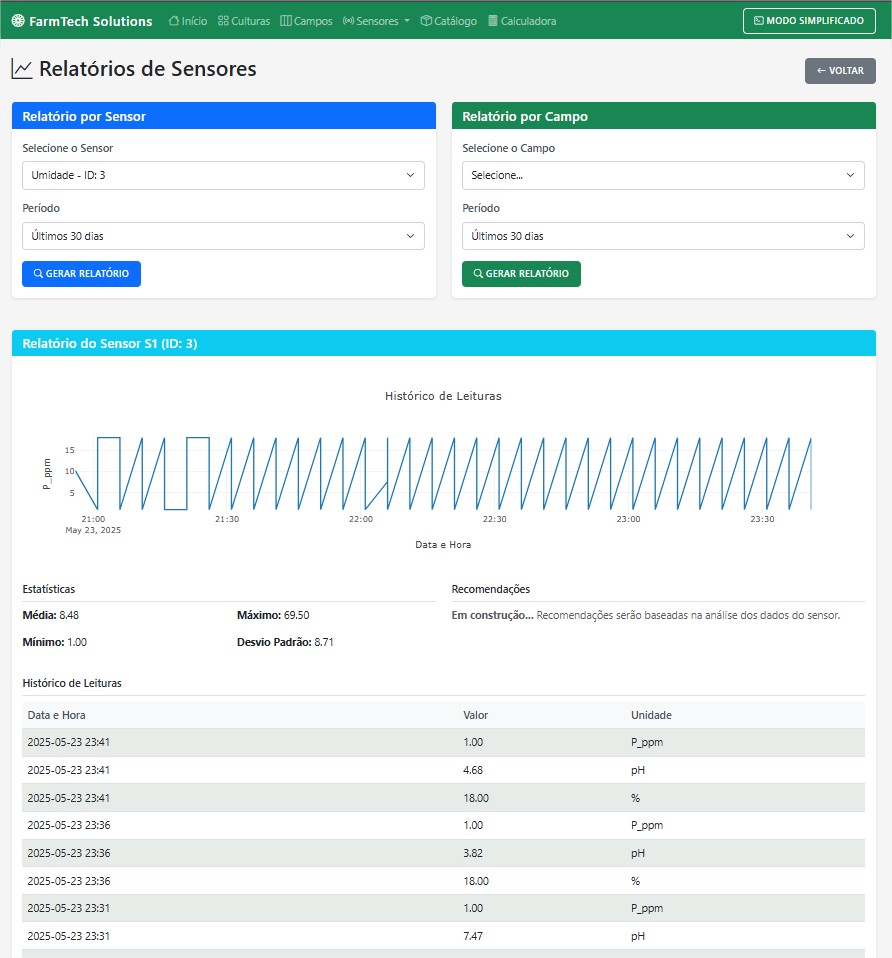 FarmTech Solutions Início Culturas Campos Sensores Catálogo Calculadora MODO SIMPLIFICADO
Relatórios de Sensores
← VOLTAR
Relatório por Sensor
Selecione o Sensor
Umidade - ID: 3
Período
Últimos 30 dias
GERAR RELATÓRIO
Relatório por Campo
Selecione o Campo
Selecione...
Período
Últimos 30 dias
GERAR RELATÓRIO
Relatório do Sensor S1 (ID: 3)
Histórico de Leituras
P_ppm
15
10
5
21:00 21:30 22:00 22:30 23:00 23:30
May 23, 2025
Data e Hora
Estatísticas
Média: 8.48 Máximo: 69.50
Mínimo: 1.00 Desvio Padrão: 8.71
Recomendações
Em construção... Recomendações serão baseadas na análise dos dados do sensor.
Histórico de Leituras
Data e Hora Valor Unidade
2025-05-23 23:41 1.00 P_ppm
2025-05-23 23:41 4.68 pH
2025-05-23 23:41 18.00 %
2025-05-23 23:36 1.00 P_ppm
2025-05-23 23:36 3.82 pH
2025-05-23 23:36 18.00 %
2025-05-23 23:31 1.00 P_ppm
2025-05-23 23:31 7.47 pH